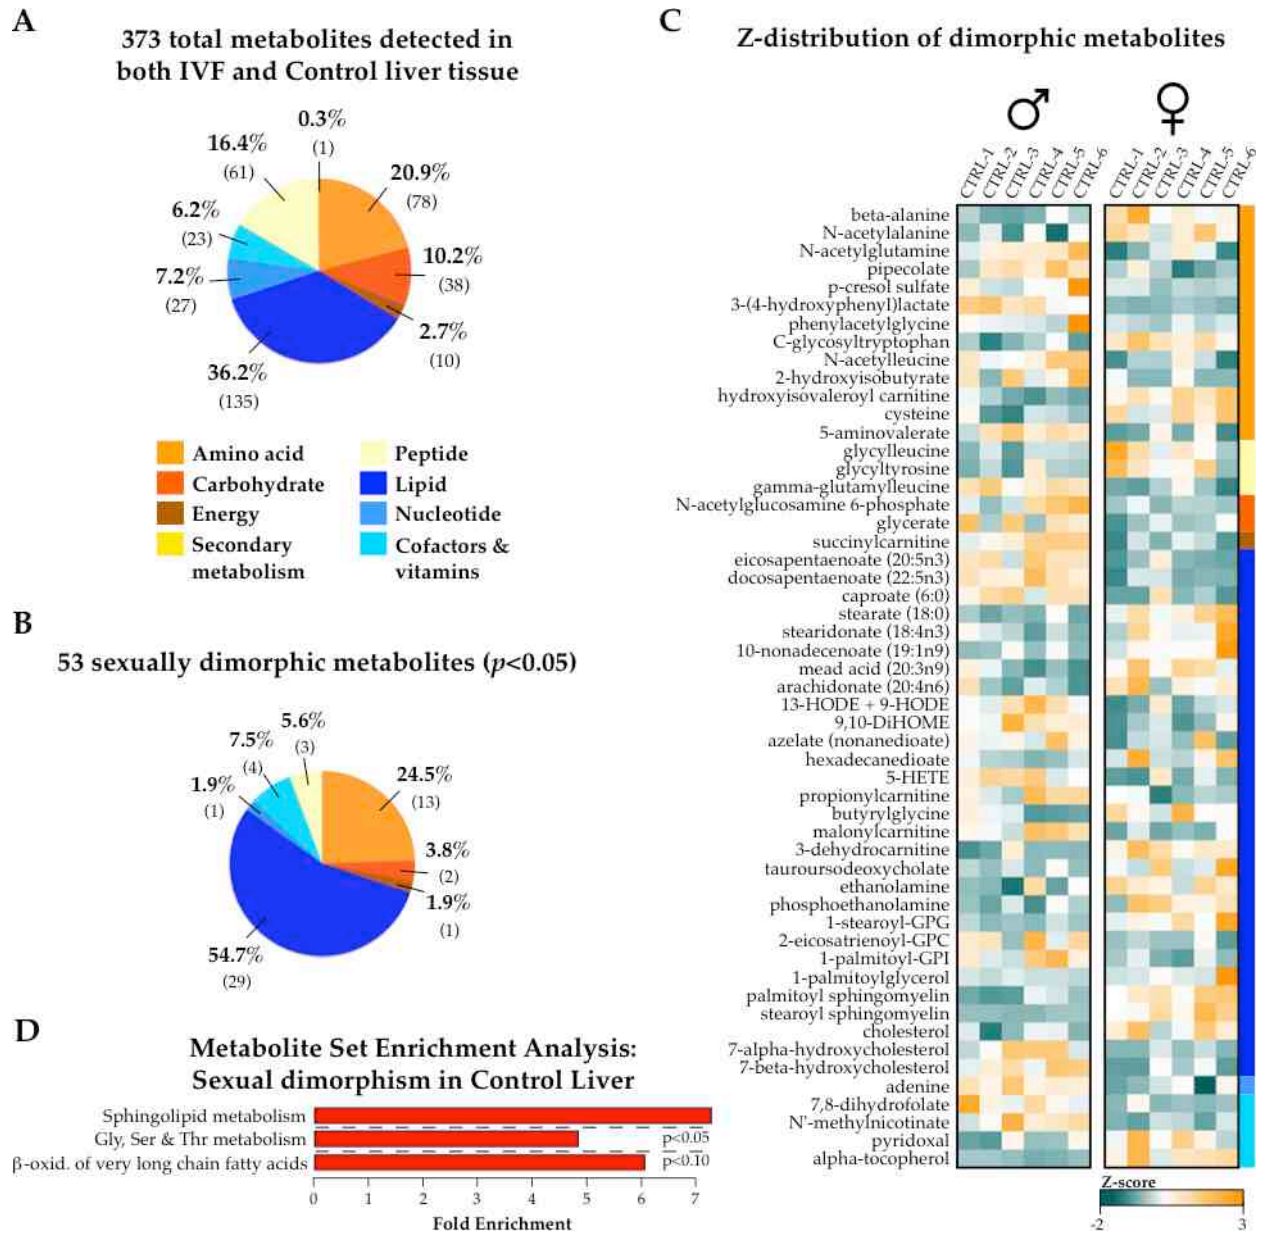 A
373 total metabolites detected in
both IVF and Control liver tissue
0.3%
(1)
16.4%
(61)
20.9%
(78)
6.2%
(23)
10.2%
(38)
7.2%
(27)
2.7%
(10)
36.2%
(135)
Amino acid
Carbohydrate
Energy
Secondary
metabolism
Peptide
Lipid
Nucleotide
Cofactors &
vitamins
B
53 sexually dimorphic metabolites (p<0.05)
5.6%
(3)
7.5%
(4)
24.5%
(13)
1.9%
(1)
3.8%
(2)
1.9%
(1)
54.7%
(29)
C
Z-distribution of dimorphic metabolites
♂
♀
CTRL-1
CTRL-2
CTRL-3
CTRL-4
CTRL-5
CTRL-6
CTRL-1
CTRL-2
CTRL-3
CTRL-4
CTRL-5
CTRL-6
beta-alanine
N-acetylalanine
N-acetylglutamine
pipecolate
p-cresol sulfate
3-(4-hydroxyphenyl)lactate
phenylacetylglycine
C-glycosyltryptophan
N-acetylleucine
2-hydroxyisobutyrate
hydroxyisovaleroyl carnitine
cysteine
5-aminovalerate
glycylleucine
glycyltyrosine
gamma-glutamylleucine
N-acetylglucosamine 6-phosphate
glycerate
succinylcarnitine
eicosapentaenoate (20:5n3)
docosapentaenoate (22:5n3)
caproate (6:0)
stearate (18:0)
stearidonate (18:4n3)
10-nonadecenoate (19:1n9)
mead acid (20:3n9)
arachidonate (20:4n6)
13-HODE + 9-HODE
9,10-DiHOME
azelate (nonanedioate)
hexadecanedioate
5-HETE
propionylcarnitine
butyrylglycine
malonylcarnitine
3-dehydrocarnitine
tauroursodeoxycholate
ethanolamine
phosphoethanolamine
1-stearoyl-GPG
2-eicosatrienoyl-GPC
1-palmitoyl-GPI
1-palmitoylglycerol
palmitoyl sphingomyelin
stearoyl sphingomyelin
cholesterol
7-alpha-hydroxycholesterol
7-beta-hydroxycholesterol
adenine
7,8-dihydrofolate
N'-methylnicotinate
pyridoxal
alpha-tocopherol
Z-score
-2 3
D
Metabolite Set Enrichment Analysis:
Sexual dimorphism in Control Liver
Sphingolipid metabolism
Gly, Ser & Thr metabolism
p<0.05
β-oxid. of very long chain fatty acids
p<0.10
0 1 2 3 4 5 6 7
Fold Enrichment